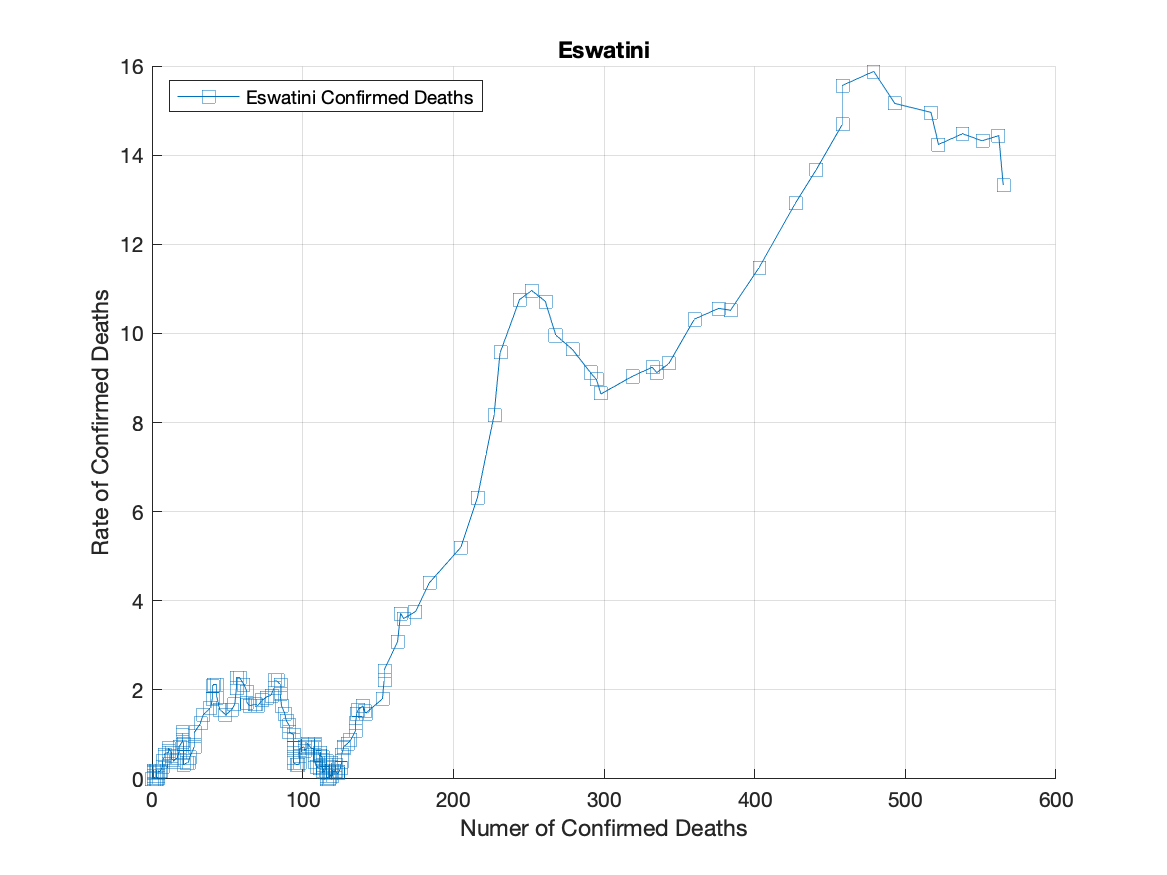 Eswatini
Eswatini Confirmed Deaths
16
14
12
10
8
6
4
2
0
Rate of Confirmed Deaths
0 100 200 300 400 500 600
Numer of Confirmed Deaths